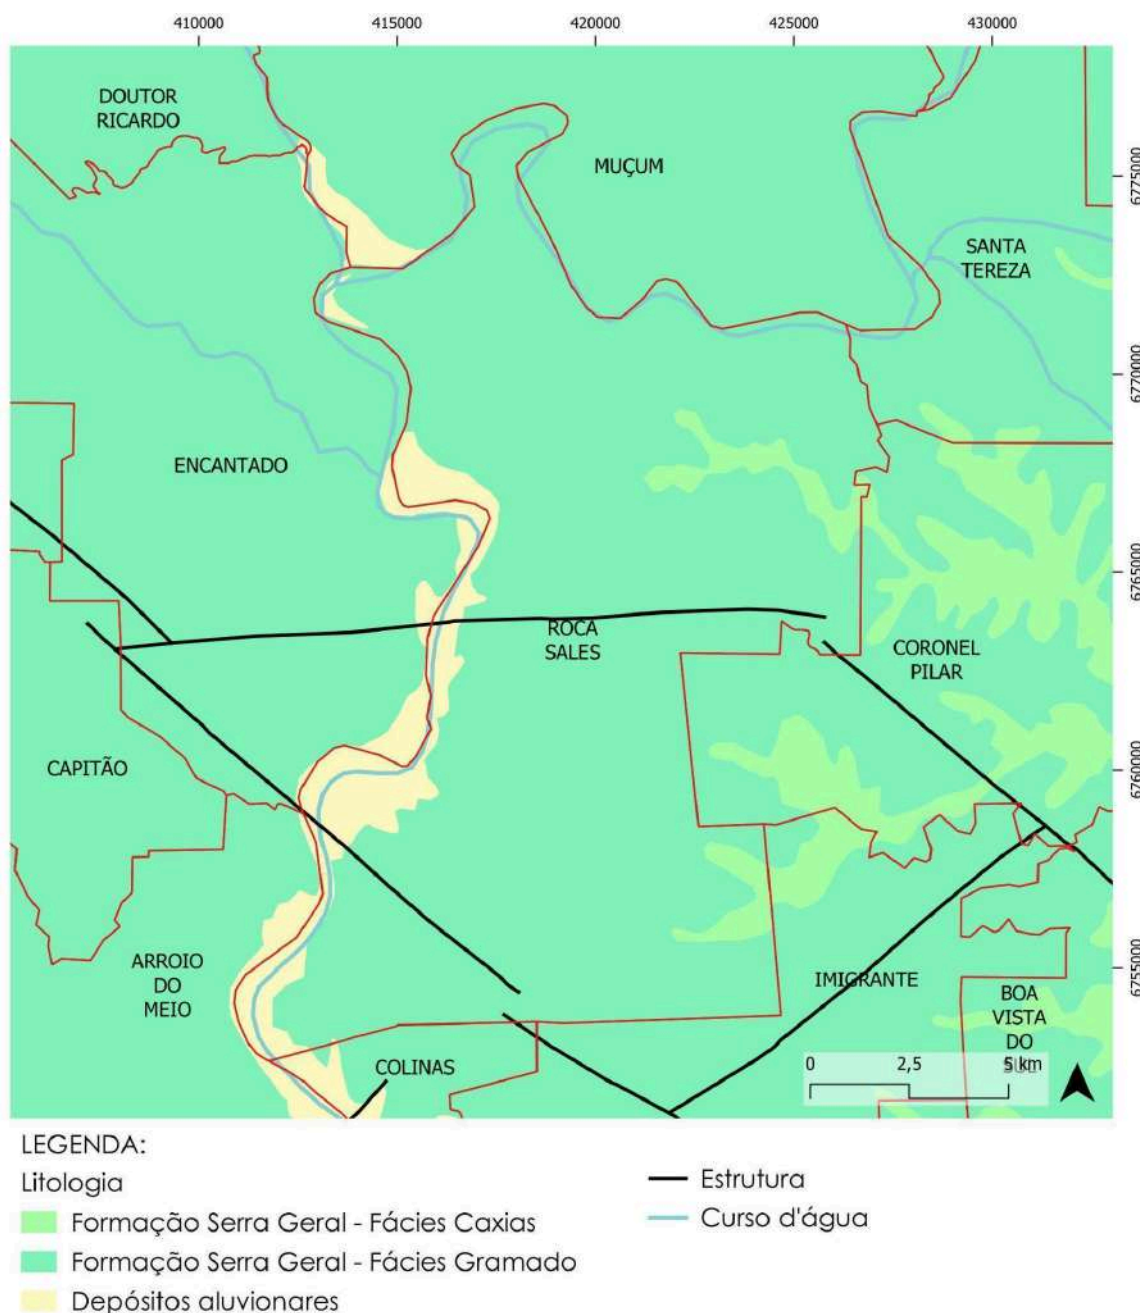 410000
415000
420000
425000
430000
DOUTOR
RICARDO
MUÇUM
6775000
SANTA
TEREZA
6770000
ENCANTADO
6765000
ROCA
SALES
CORONEL
PILAR
CAPITÃO
6760000
ARROIO
DO
MEIO
IMIGRANTE
6755000
BOA
VISTA
DO
SUL
COLINAS
0
2,5
5 km
LEGENDA:
Litologia
Formação Serra Geral - Fácies Caxias
Formação Serra Geral - Fácies Gramado
Depósitos aluvionares
Estrutura
Curso d'água